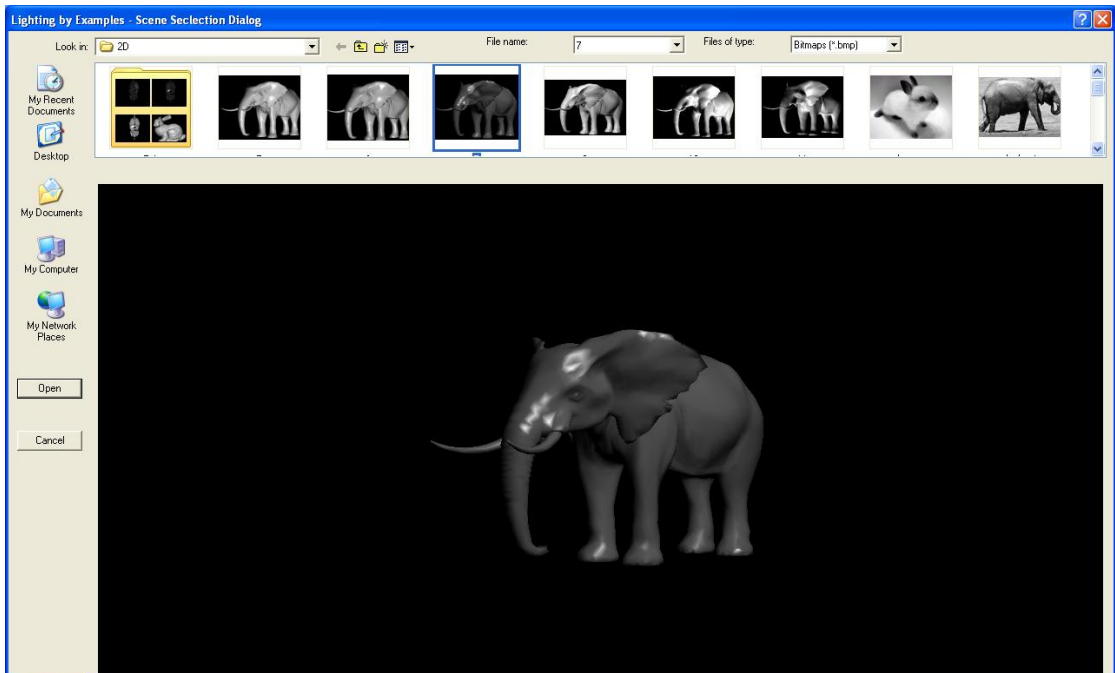 Lighting by Examples - Scene Seclection Dialog
Look in: 2D
File name: 7
Files of type: Bitmaps (*.bmp)
My Recent
Documents
Desktop
My Documents
My Computer
My Network
Places
Open
Cancel